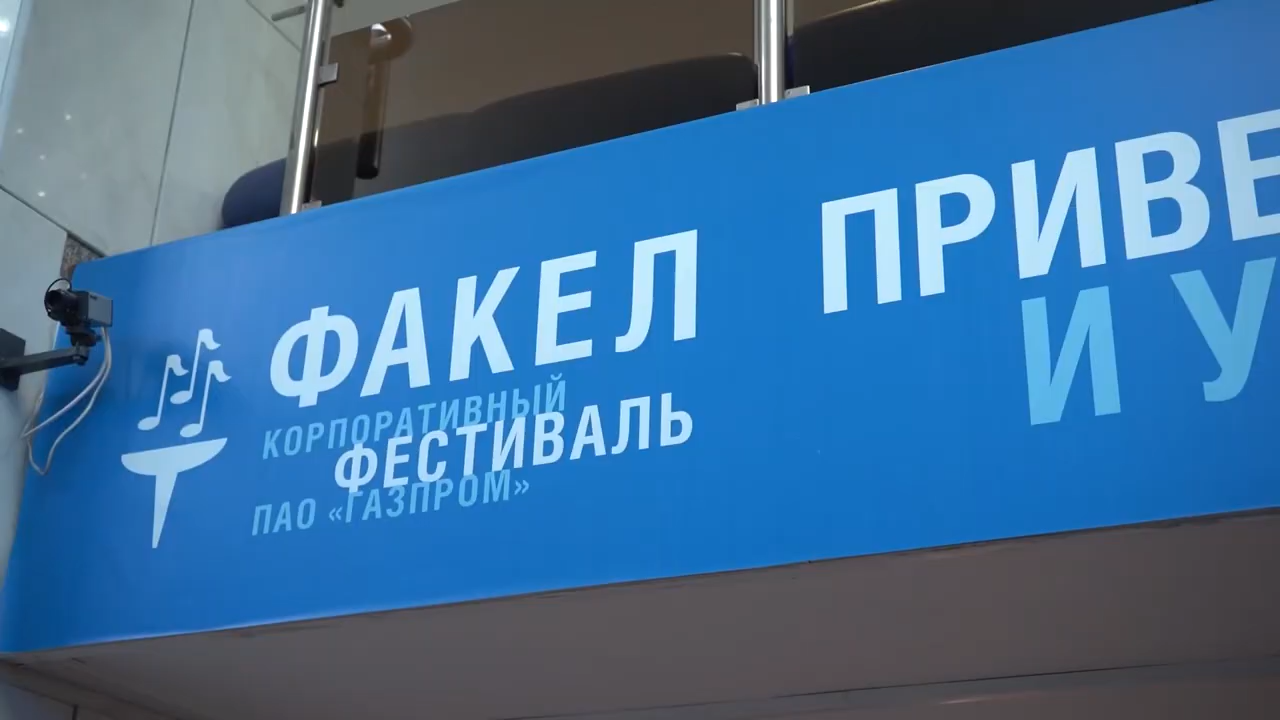 ФАКЕЛ
КОРПОРАТИВНЫЙ
ФЕСТИВАЛЬ
ПАО «ГАЗПРОМ»
ПРИВЕ
И У